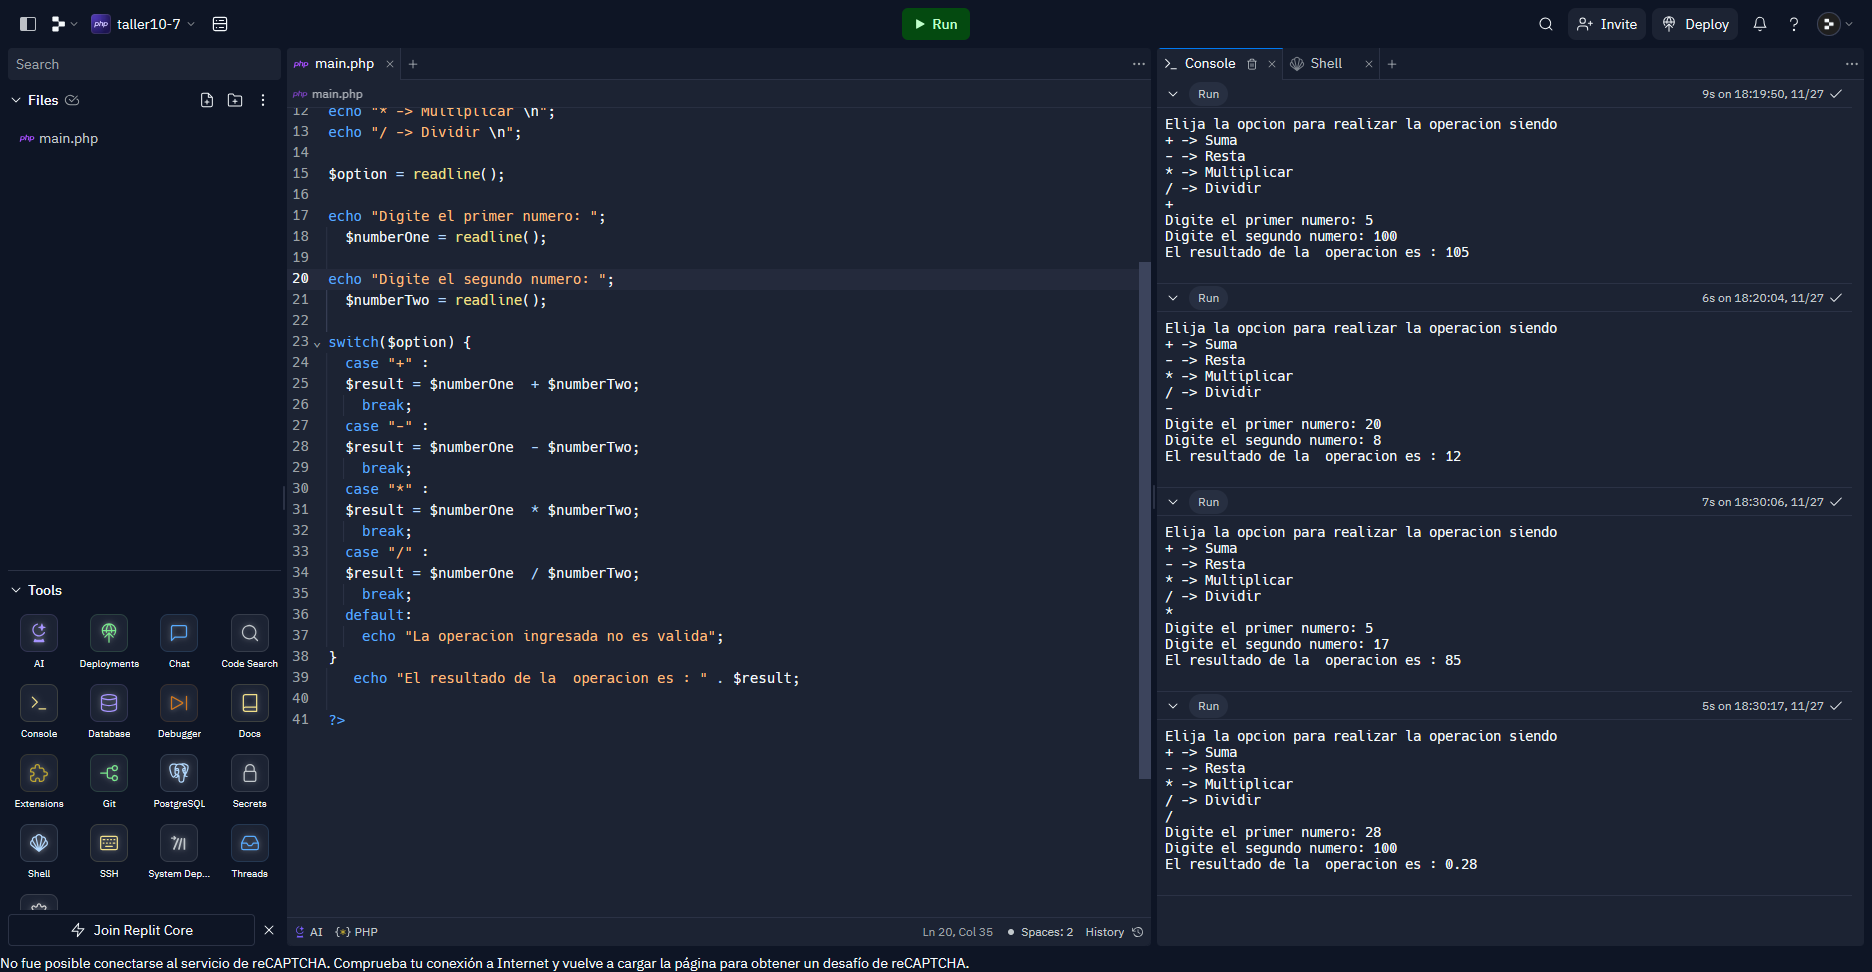 php taller10-7
Run
Invite
Deploy
Search
Files
php main.php
Tools
AI
Deployments
Chat
Code Search
Console
Database
Debugger
Docs
Extensions
Git
PostgreSQL
Secrets
Shell
SSH
System Dep...
Threads
Join Replit Core
php main.php
php main.php
12 echo "* -> Multiplicar \n";
13 echo "/ -> Dividir \n";
14
15 $option = readline();
16
17 echo "Digite el primer numero: ";
18 $numberOne = readline();
19
20 echo "Digite el segundo numero: ";
21 $numberTwo = readline();
22
23 switch($option) {
24 case "+" :
25 $result = $numberOne  + $numberTwo;
26 break;
27 case "-" :
28 $result = $numberOne  - $numberTwo;
29 break;
30 case "*" :
31 $result = $numberOne  * $numberTwo;
32 break;
33 case "/" :
34 $result = $numberOne  / $numberTwo;
35 break;
36 default:
37 echo "La operacion ingresada no es valida";
38 }
39 echo "El resultado de la  operacion es : " . $result;
40
41 ?>
AI {*} PHP
Ln 20, Col 35 • Spaces: 2 History
Console
Shell
Run 9s on 18:19:50, 11/27
Elija la opcion para realizar la operacion siendo
+ -> Suma
- -> Resta
* -> Multiplicar
/ -> Dividir
+
Digite el primer numero: 5
Digite el segundo numero: 100
El resultado de la  operacion es : 105
Run 6s on 18:20:04, 11/27
Elija la opcion para realizar la operacion siendo
+ -> Suma
- -> Resta
* -> Multiplicar
/ -> Dividir
-
Digite el primer numero: 20
Digite el segundo numero: 8
El resultado de la  operacion es : 12
Run 7s on 18:30:06, 11/27
Elija la opcion para realizar la operacion siendo
+ -> Suma
- -> Resta
* -> Multiplicar
/ -> Dividir
*
Digite el primer numero: 5
Digite el segundo numero: 17
El resultado de la  operacion es : 85
Run 5s on 18:30:17, 11/27
Elija la opcion para realizar la operacion siendo
+ -> Suma
- -> Resta
* -> Multiplicar
/ -> Dividir
/
Digite el primer numero: 28
Digite el segundo numero: 100
El resultado de la  operacion es : 0.28
No fue posible conectarse al servicio de reCAPTCHA. Comprueba tu conexión a Internet y vuelve a cargar la página para obtener un desafío de reCAPTCHA.